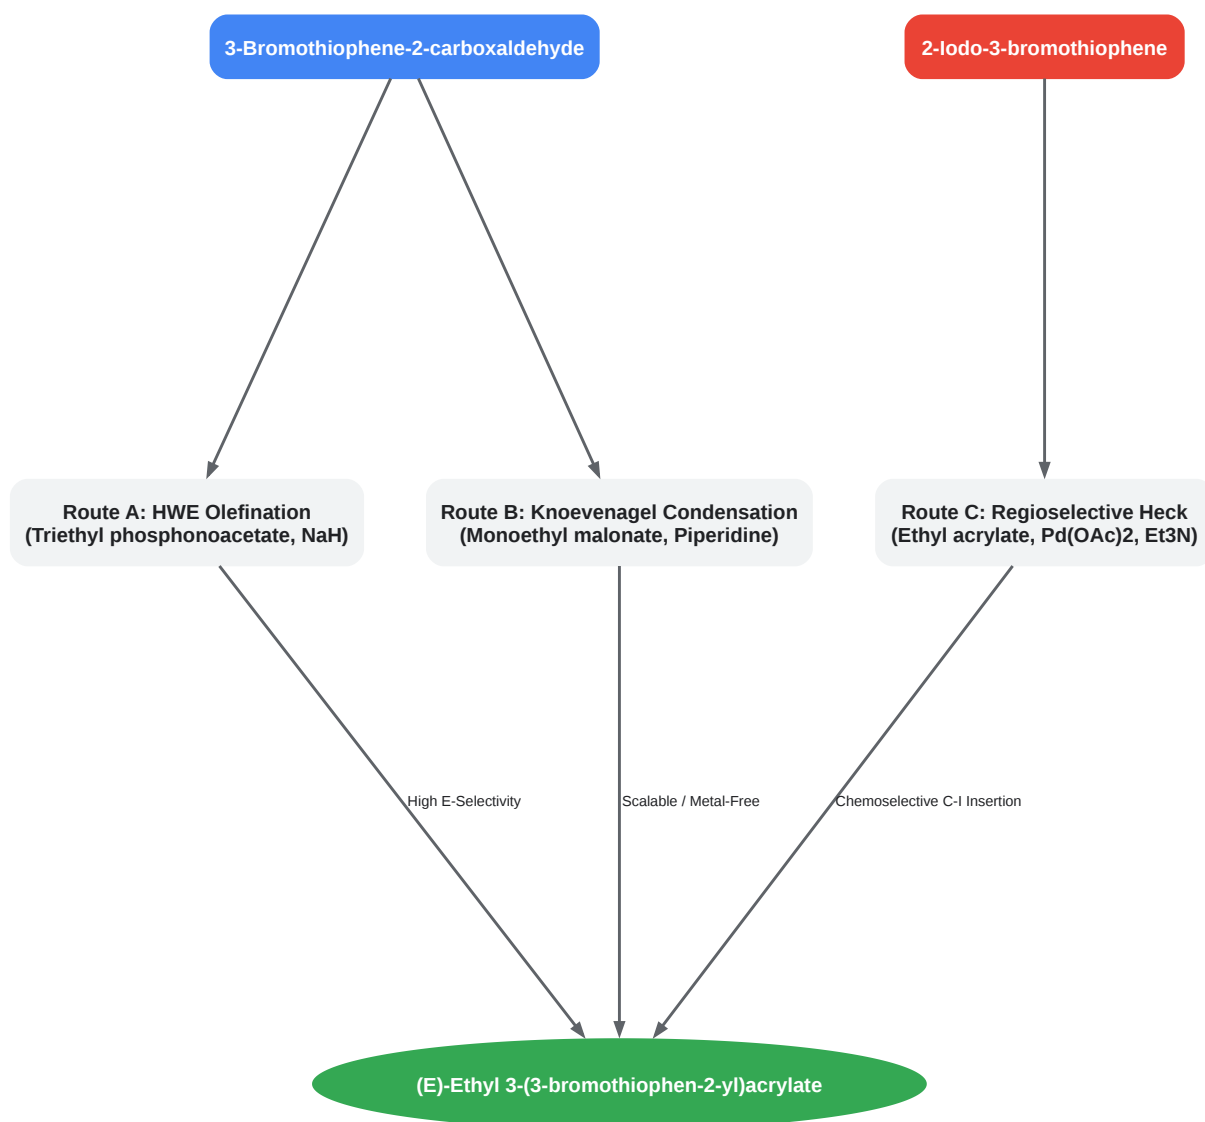 3-Bromothiophene-2-carboxaldehyde
2-Iodo-3-bromothiophene
Route A: HWE Olefination
(Triethyl phosphonoacetate, NaH)
Route B: Knoevenagel Condensation
(Monoethyl malonate, Piperidine)
Route C: Regioselective Heck
(Ethyl acrylate, Pd(OAc)2, Et3N)
High E-Selectivity
Scalable / Metal-Free
Chemoselective C-I Insertion
(E)-Ethyl 3-(3-bromothiophen-2-yl)acrylate